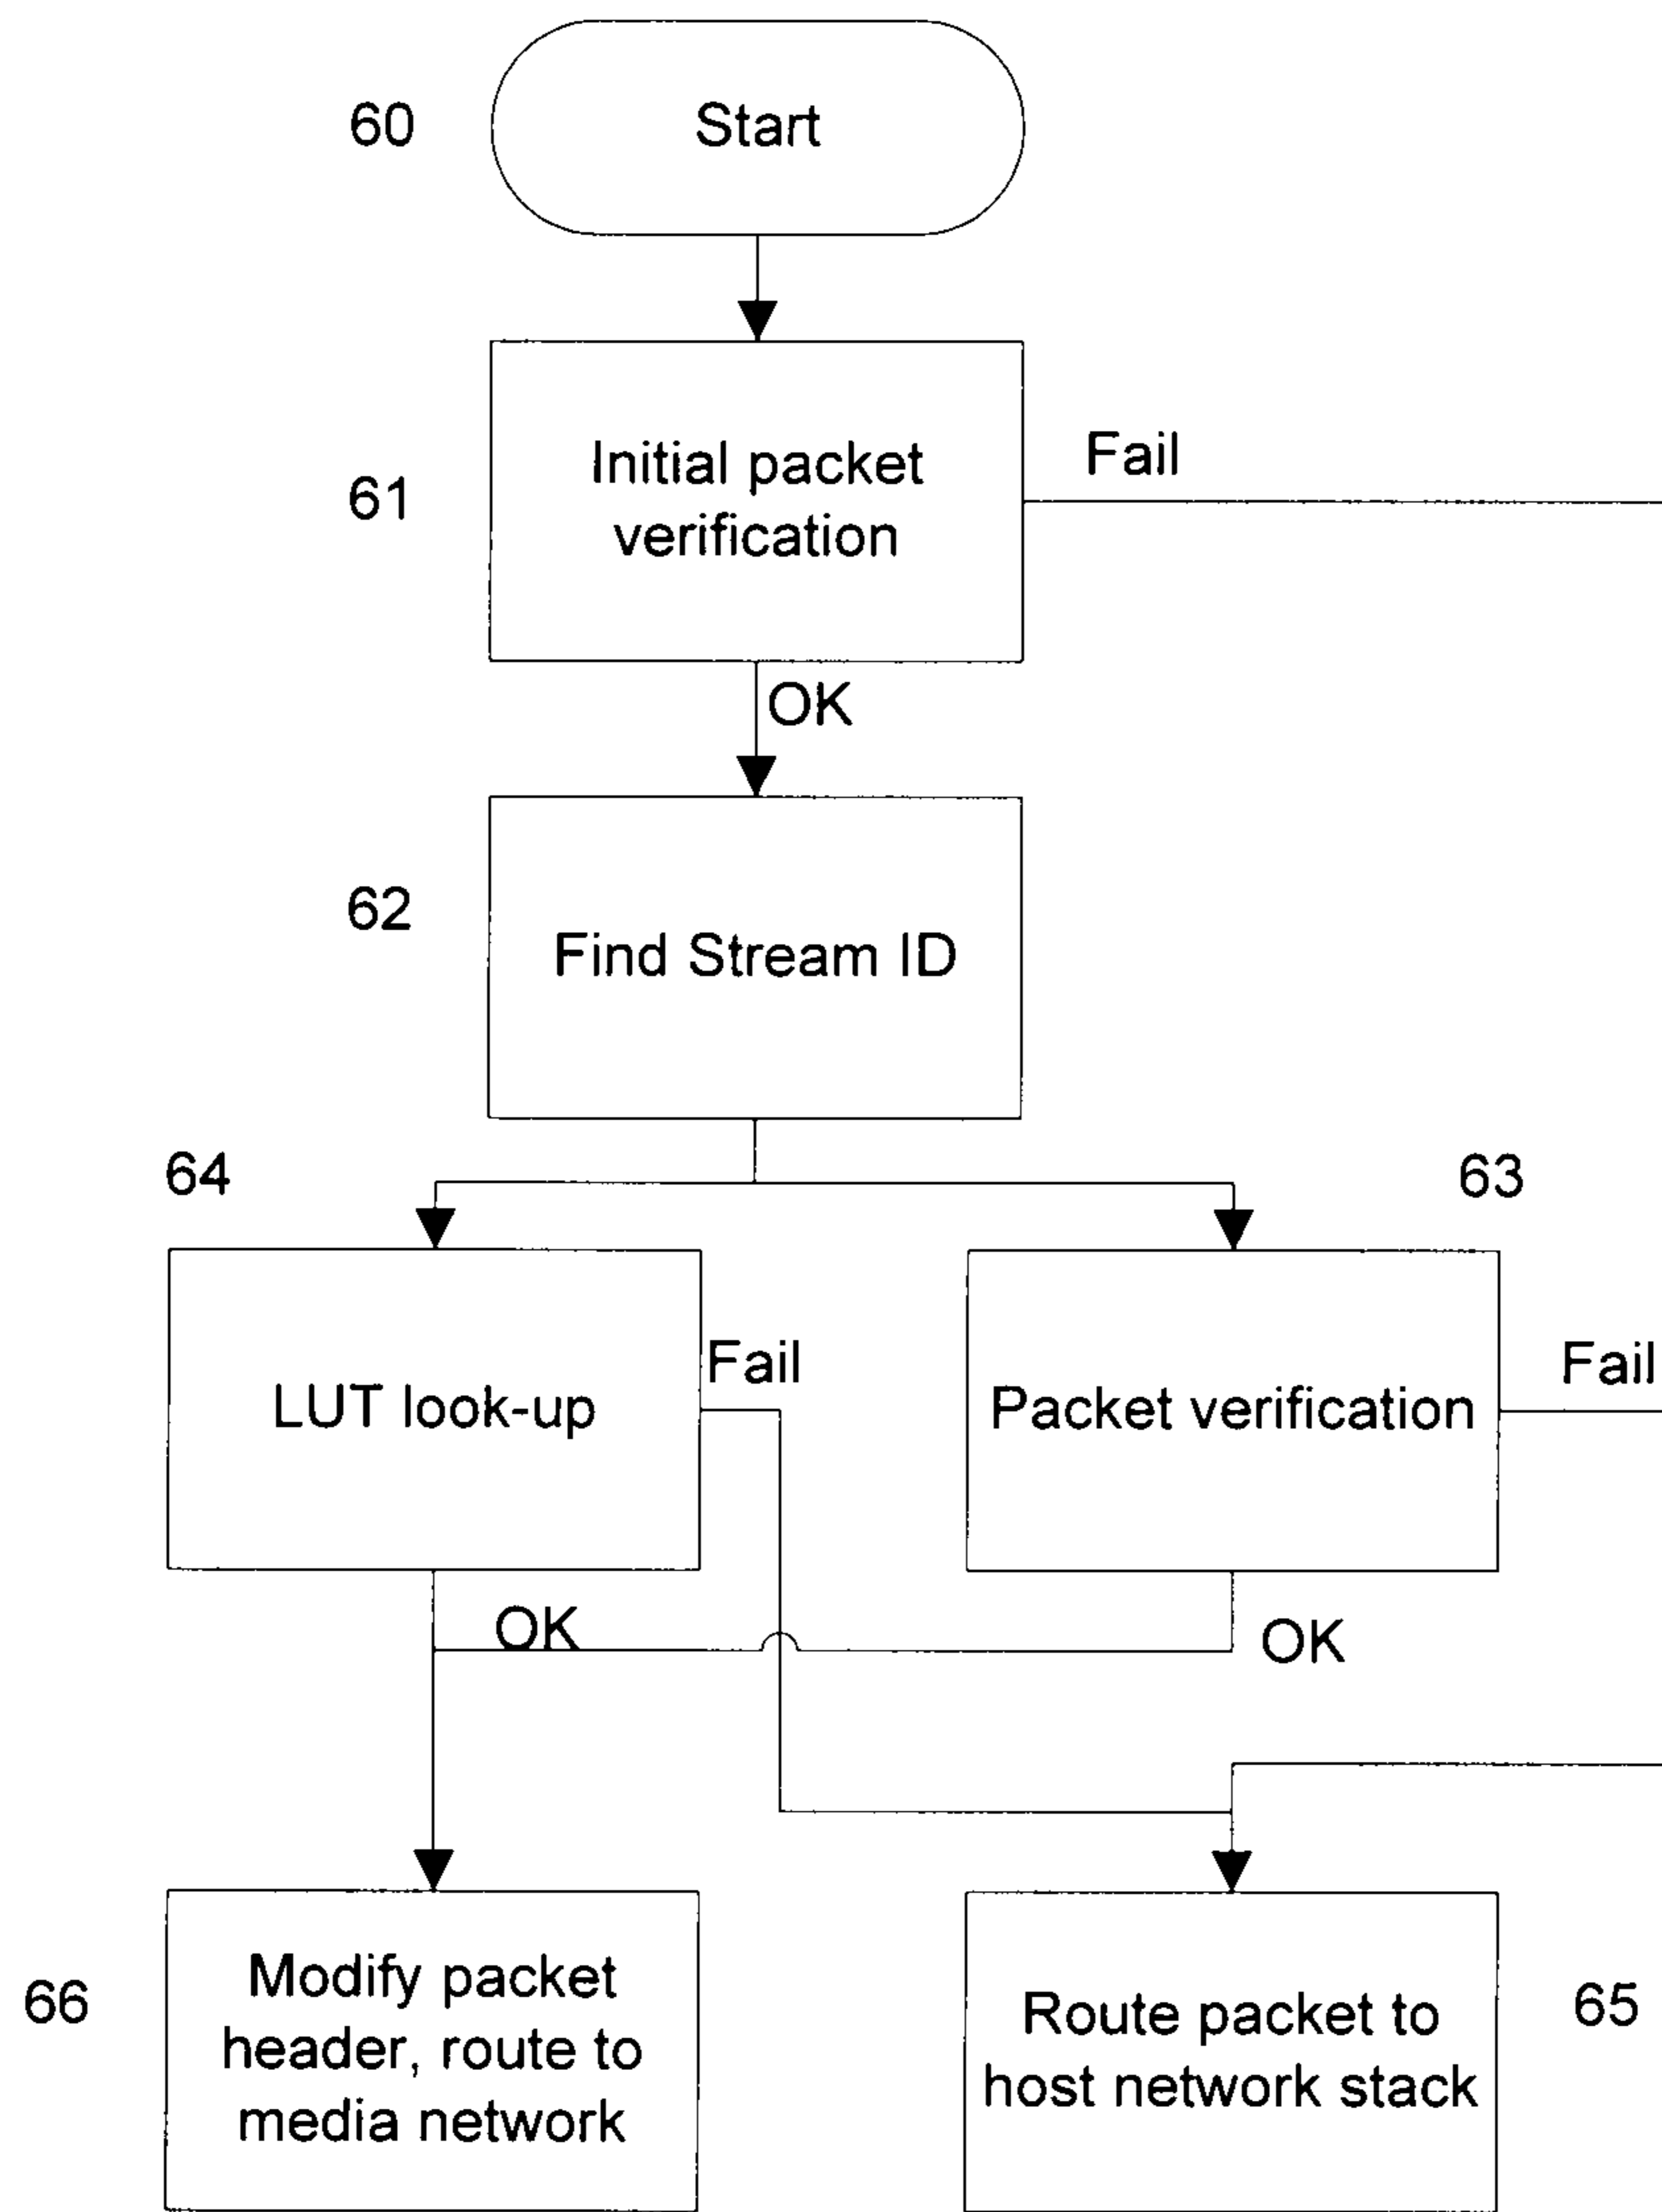 60
Start
61
Initial packet
verification
Fail
OK
62
Find Stream ID
64
63
LUT look-up
Fail
Packet verification
Fail
OK
OK
66
Modify packet
header, route to
media network
Route packet to
host network stack
65